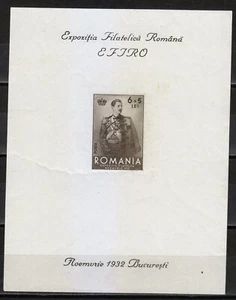 Expoziția Filatelică Română
EFIRO
6+5
LEI
ROMANIA
Noemvrie 1932 București